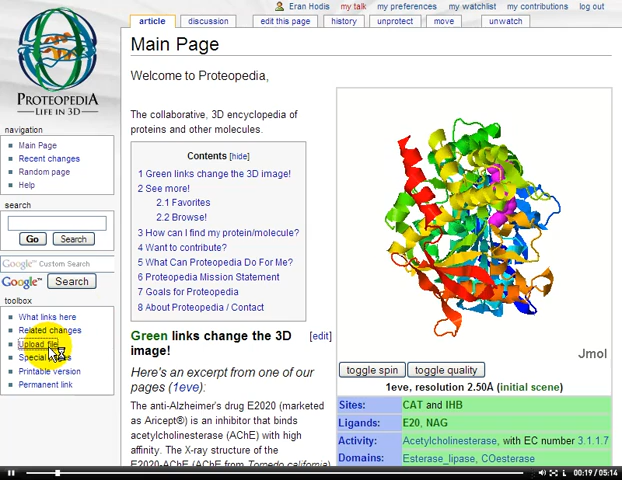 Eran Hodis my talk my preferences my watchlist my contributions log out
article discussion edit this page history unprotect move unwatch
PROTEOPEDIA
LIFE IN 3D
navigation
Main Page
Recent changes
Random page
Help
search
Go Search
Google™ Custom Search
Google™ Search
toolbox
What links here
Related changes
Upload file
Special
Printable version
Permanent link
Main Page
Welcome to Proteopedia,
The collaborative, 3D encyclopedia of
proteins and other molecules.
Contents [hide]
1 Green links change the 3D image!
2 See more!
2.1 Favorites
2.2 Browse!
3 How can I find my protein/molecule?
4 Want to contribute?
5 What Can Proteopedia Do For Me?
6 Proteopedia Mission Statement
7 Goals for Proteopedia
8 About Proteopedia / Contact
Green links change the 3D [edit]
image!
Here's an excerpt from one of our
pages (1eve):
The anti-Alzheimer's drug E2020 (marketed
as Aricept®) is an inhibitor that binds
acetylcholinesterase (AChE) with high
affinity. The X-ray structure of the
E2020-AChE (AChE from Torpedo californica
Jmol
toggle spin toggle quality
1eve, resolution 2.50Å (initial scene)
Sites: CAT and IHB
Ligands: E20, NAG
Activity: Acetylcholinesterase, with EC number 3.1.1.7
Domains: Esterase_lipase, COesterase
00:19 / 05:14